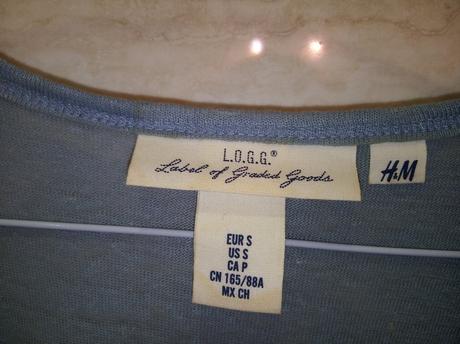 L.O.G.G.®
Label of Graded Goods
H&M
EUR S
US S
CA P
CN 165/88A
MX CH